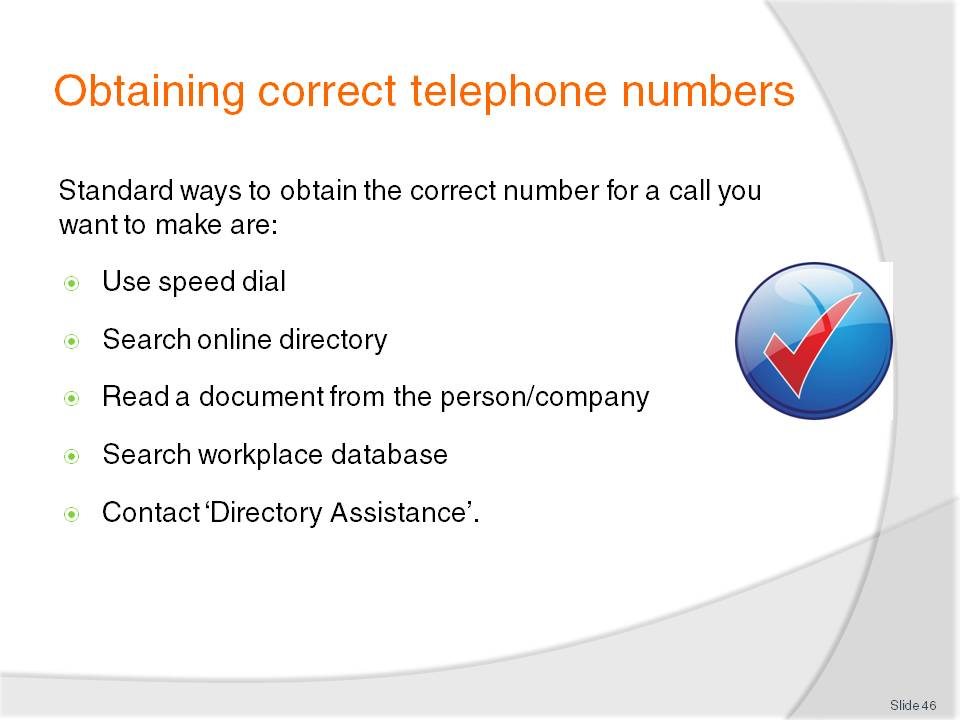 Obtaining correct telephone numbers
Standard ways to obtain the correct number for a call you
want to make are:
Use speed dial
Search online directory
Read a document from the person/company
Search workplace database
Contact ‘Directory Assistance’.
Slide 46